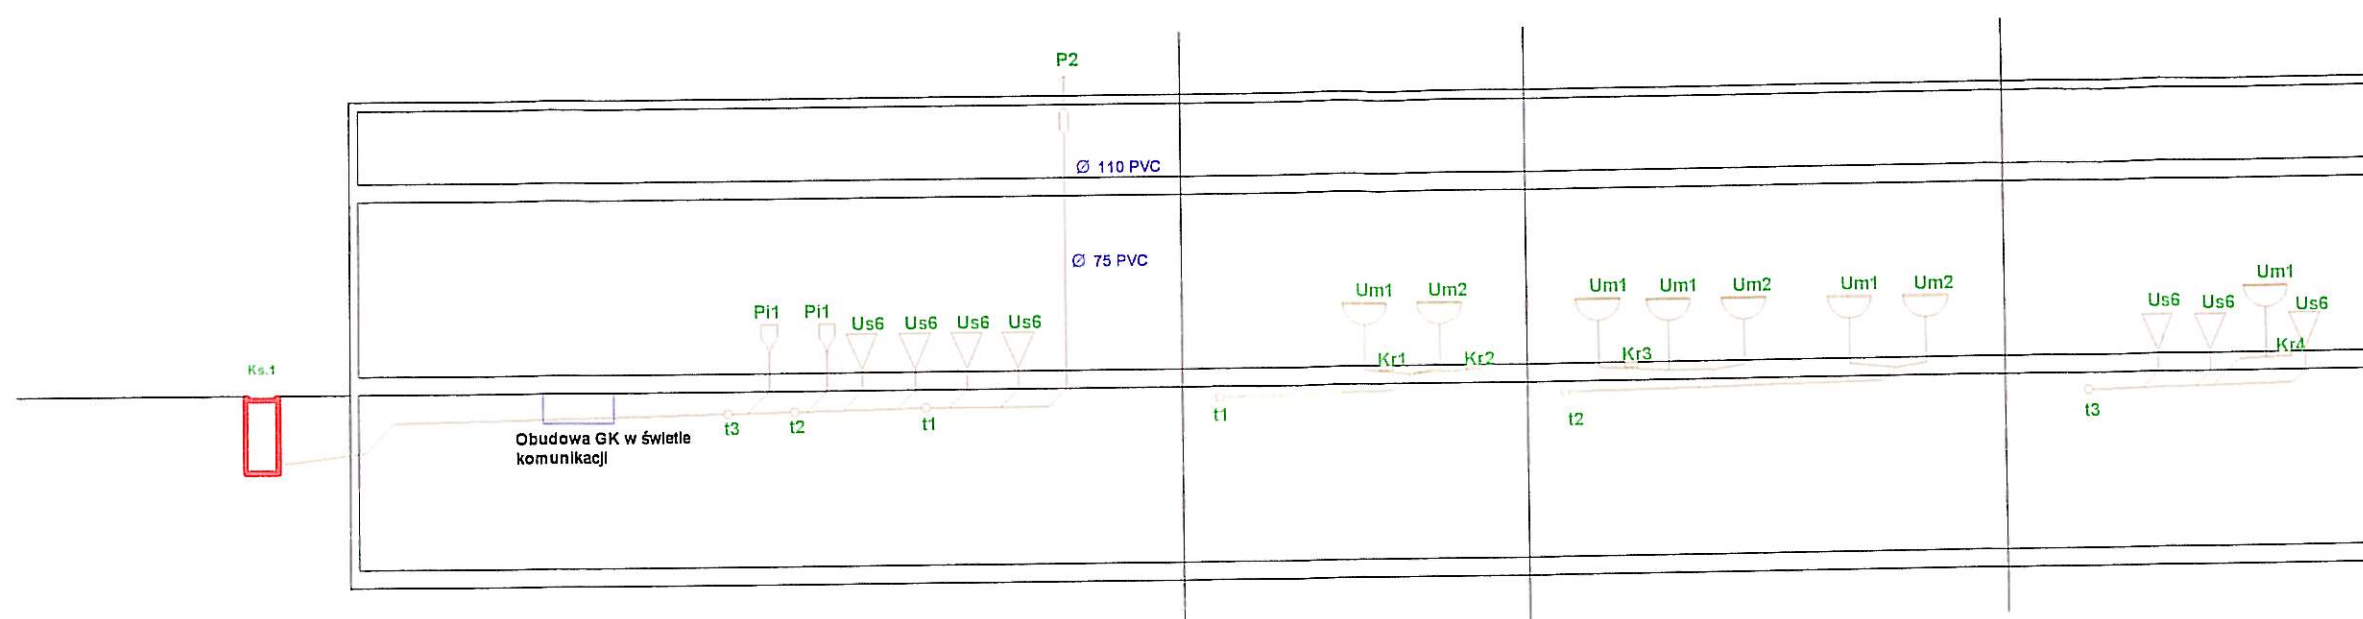 P2
Ø 110 PVC
Ø 75 PVC
Pi1 Pi1 Us6 Us6 Us6 Us6
Ks.1
t3 t2 t1
Obudowa GK w świetle
komunikacji
Um1 Um2
Kr1 Kr2
t1
Um1 Um1 Um2 Um1 Um2
Kr3
t2
Um1
Us6 Us6 Us6
Kr4
t3